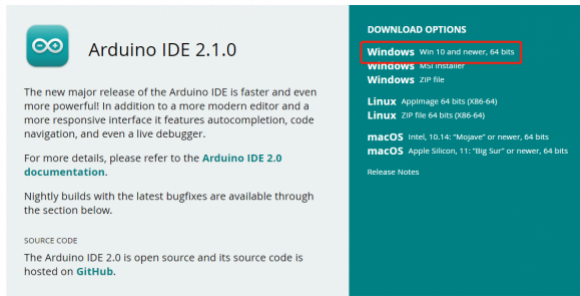 Arduino IDE 2.1.0
The new major release of the Arduino IDE is faster and even
more powerful! In addition to a more modern editor and a
more responsive interface it features autocompletion, code
navigation, and even a live debugger.
For more details, please refer to the Arduino IDE 2.0
documentation.
Nightly builds with the latest bugfixes are available through
the section below.
SOURCE CODE
The Arduino IDE 2.0 is open source and its source code is
hosted on GitHub.
DOWNLOAD OPTIONS
Windows Win 10 and newer, 64 bits
Windows MSI installer
Windows ZIP file
Linux AppImage 64 bits (X86-64)
Linux ZIP file 64 bits (X86-64)
macOS Intel, 10.14: "Mojave" or newer, 64 bits
macOS Apple Silicon, 11: "Big Sur" or newer, 64 bits
Release Notes